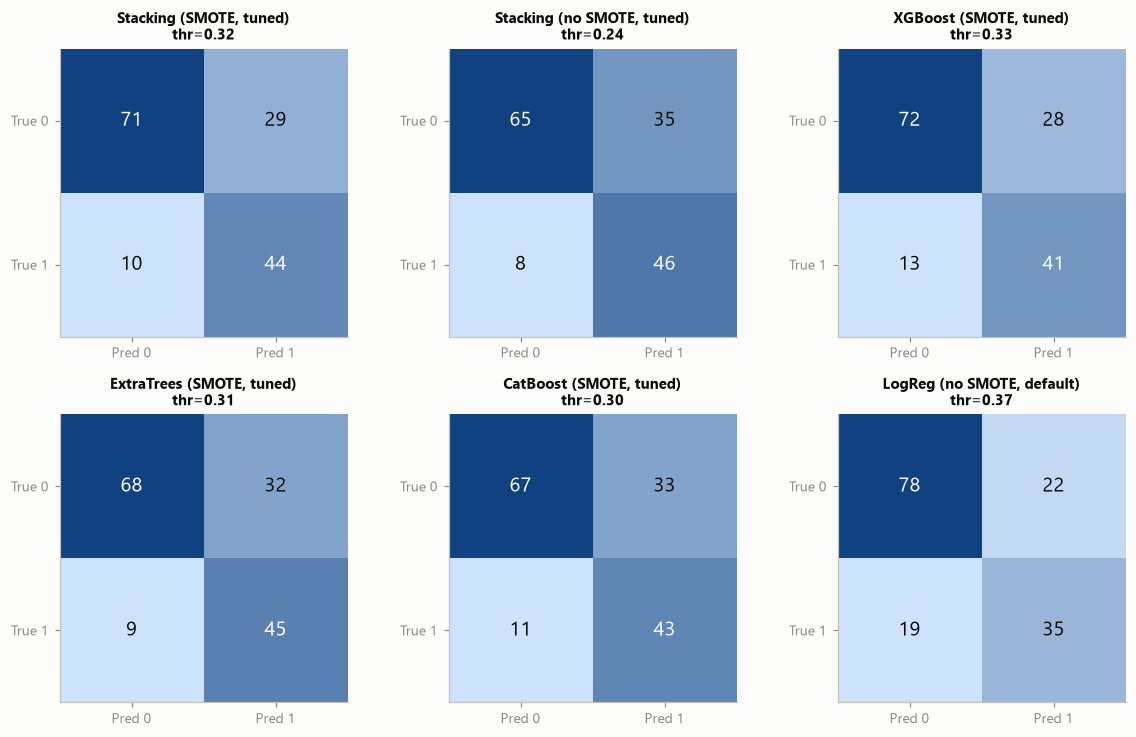 Stacking (SMOTE, tuned)
thr=0.32
True 0
71
29
True 1
10
44
Pred 0
Pred 1
Stacking (no SMOTE, tuned)
thr=0.24
True 0
65
35
True 1
8
46
Pred 0
Pred 1
XGBoost (SMOTE, tuned)
thr=0.33
True 0
72
28
True 1
13
41
Pred 0
Pred 1
ExtraTrees (SMOTE, tuned)
thr=0.31
True 0
68
32
True 1
9
45
Pred 0
Pred 1
CatBoost (SMOTE, tuned)
thr=0.30
True 0
67
33
True 1
11
43
Pred 0
Pred 1
LogReg (no SMOTE, default)
thr=0.37
True 0
78
22
True 1
19
35
Pred 0
Pred 1